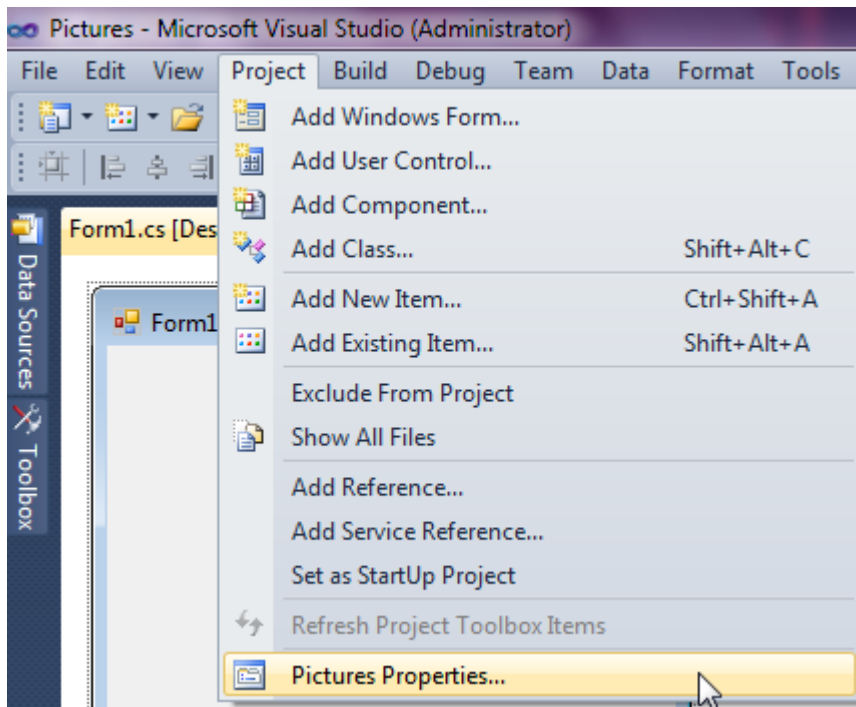 Pictures - Microsoft Visual Studio (Administrator)
File Edit View Project Build Debug Team Data Format Tools
Form1.cs [Des
Data Sources
Toolbox
Form1
Add Windows Form...
Add User Control...
Add Component...
Add Class... Shift+Alt+C
Add New Item... Ctrl+Shift+A
Add Existing Item... Shift+Alt+A
Exclude From Project
Show All Files
Add Reference...
Add Service Reference...
Set as StartUp Project
Refresh Project Toolbox Items
Pictures Properties...